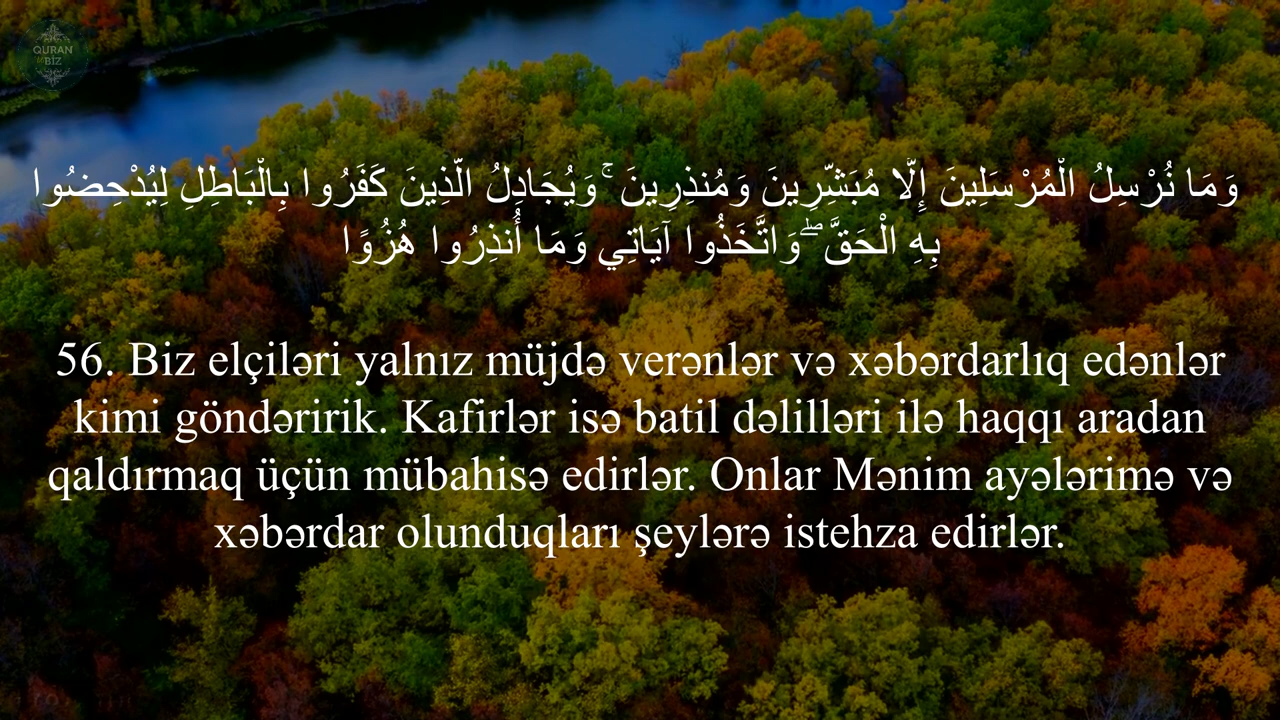 QURAN
BİZ
وَمَا نُرْسِلُ الْمُرْسَلِينَ إِلَّا مُبَشِّرِينَ وَمُنذِرِينَ ۚ وَيُجَادِلُ الَّذِينَ كَفَرُوا بِالْبَاطِلِ لِيُدْحِضُوا
بِهِ الْحَقَّ ۖ وَاتَّخَذُوا آيَاتِي وَمَا أُنذِرُوا هُزُوًا
56. Biz elçiləri yalnız müjdə verənlər və xəbərdarlıq edənlər
kimi göndəririk. Kafirlər isə batil dəlilləri ilə haqqı aradan
qaldırmaq üçün mübahisə edirlər. Onlar Mənim ayələrimə və
xəbərdar olunduqları şeylərə istehza edirlər.